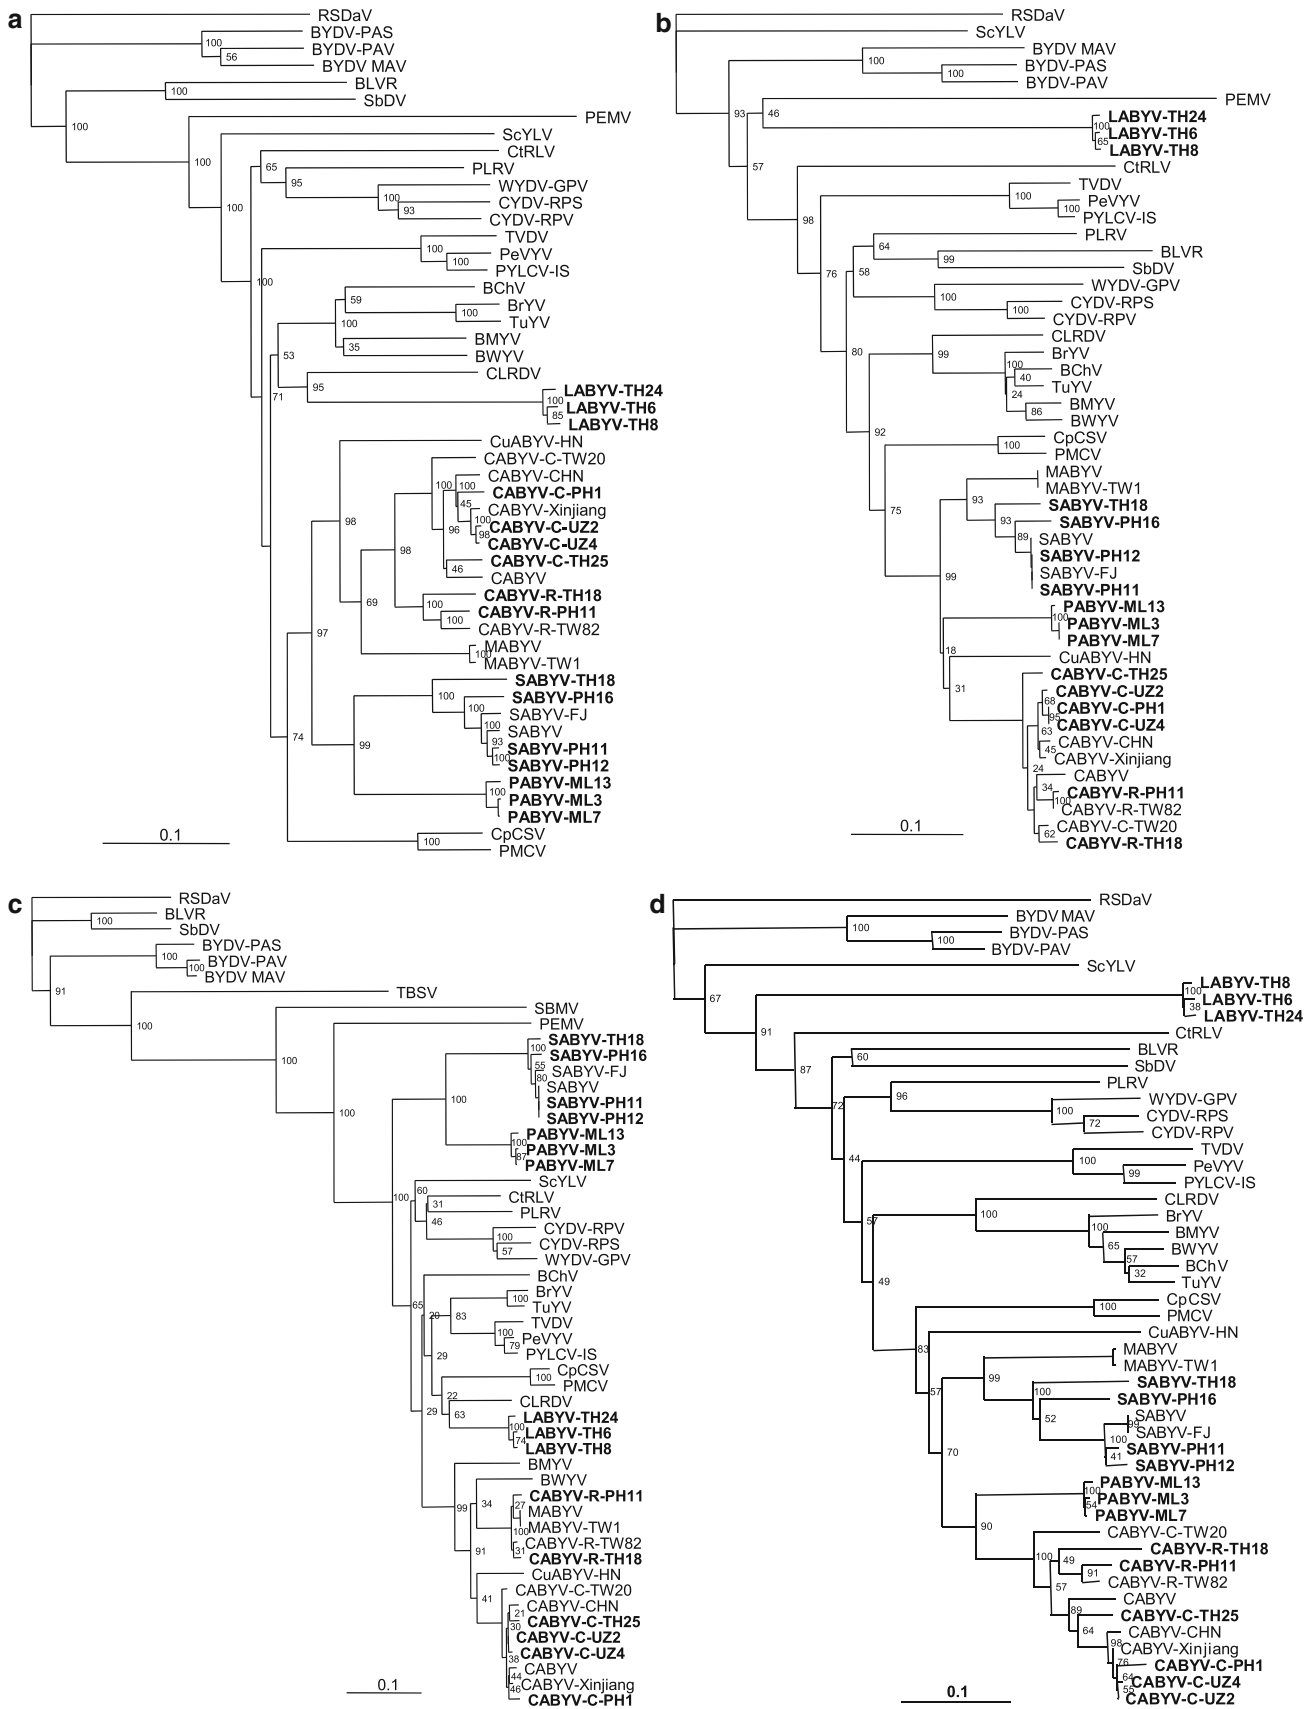 a
RSDaV
BYDV-PAS
100
BYDV-PAV
56
BYDV MAV
BLVR
100
SbDV
100
PEMV
ScYLV
CtRLV
100
65
PLRV
95
WYDV-GPV
100
CYDV-RPS
93
100
CYDV-RPV
TVDV
100
PeVYV
100
PYLCV-IS
100
BChV
59
BrYV
100
TuYV
100
BMYV
35
53
BWYV
CLRDV
95
71
LABYV-TH24
100
LABYV-TH6
85
LABYV-TH8
CuABYV-HN
CABYV-C-TW20
CABYV-CHN
100
100
CABYV-C-PH1
45
CABYV-Xinjiang
98
100
CABYV-C-UZ2
96
98
CABYV-C-UZ4
98
CABYV-C-TH25
46
CABYV
CABYV-R-TH18
69
100
CABYV-R-PH11
100
CABYV-R-TW82
97
MABYV
100
MABYV-TW1
SABYV-TH18
100
SABYV-PH16
100
SABYV-FJ
100
SABYV
74
99
93
SABYV-PH11
100
SABYV-PH12
PABYV-ML13
100
PABYV-ML3
PABYV-ML7
CpCSV
100
PMCV
0.1
b
RSDaV
ScYLV
BYDV MAV
100
BYDV-PAS
100
BYDV-PAV
PEMV
93
46
LABYV-TH24
100
LABYV-TH6
65
LABYV-TH8
57
CtRLV
TVDV
100
PeVYV
100
PYLCV-IS
98
PLRV
64
BLVR
99
SbDV
76
58
WYDV-GPV
100
CYDV-RPS
100
CYDV-RPV
CLRDV
80
99
BrYV
100
BChV
40
TuYV
24
BMYV
86
BWYV
92
CpCSV
100
PMCV
MABYV
MABYV-TW1
93
SABYV-TH18
75
93
SABYV-PH16
89
SABYV
SABYV-PH12
SABYV-FJ
99
SABYV-PH11
PABYV-ML13
100
PABYV-ML3
PABYV-ML7
18
CuABYV-HN
CABYV-C-TH25
31
CABYV-C-UZ2
68
CABYV-C-PH1
95
CABYV-C-UZ4
63
CABYV-CHN
45
CABYV-Xinjiang
24
CABYV
34
CABYV-R-PH11
100
CABYV-R-TW82
CABYV-C-TW20
62
CABYV-R-TH18
0.1
c
RSDaV
BLVR
100
SbDV
BYDV-PAS
100
BYDV-PAV
100
BYDV MAV
91
TBSV
100
SBMV
PEMV
SABYV-TH18
100
SABYV-PH16
100
55
SABYV-FJ
80
SABYV
100
SABYV-PH11
100
SABYV-PH12
PABYV-ML13
100
PABYV-ML3
87
PABYV-ML7
ScYLV
60
100
CtRLV
31
PLRV
46
CYDV-RPV
100
CYDV-RPS
57
WYDV-GPV
BChV
BrYV
65
100
TuYV
20
83
TVDV
100
PeVYV
79
PYLCV-IS
29
CpCSV
100
PMCV
22
CLRDV
29
63
LABYV-TH24
100
LABYV-TH6
74
LABYV-TH8
BMYV
BWYV
99
34
CABYV-R-PH11
27
MABYV
100
MABYV-TW1
CABYV-R-TW82
91
31
CABYV-R-TH18
CuABYV-HN
41
CABYV-C-TW20
CABYV-CHN
21
CABYV-C-TH25
30
CABYV-C-UZ2
CABYV-C-UZ4
38
CABYV
44
CABYV-Xinjiang
46
CABYV-C-PH1
0.1
d
RSDaV
BYDV MAV
100
BYDV-PAS
100
BYDV-PAV
ScYLV
67
LABYV-TH8
100
LABYV-TH6
38
LABYV-TH24
91
CtRLV
BLVR
60
SbDV
87
PLRV
96
WYDV-GPV
72
100
CYDV-RPS
72
CYDV-RPV
TVDV
44
100
PeVYV
99
PYLCV-IS
CLRDV
100
BrYV
57
100
BMYV
65
BWYV
57
BChV
32
TuYV
49
CpCSV
100
PMCV
CuABYV-HN
83
MABYV
MABYV-TW1
99
SABYV-TH18
57
100
SABYV-PH16
52
SABYV
99
SABYV-FJ
100
SABYV-PH11
70
41
SABYV-PH12
PABYV-ML13
100
PABYV-ML3
54
PABYV-ML7
90
CABYV-C-TW20
CABYV-R-TH18
100
49
CABYV-R-PH11
91
CABYV-R-TW82
57
CABYV
89
CABYV-C-TH25
64
CABYV-CHN
98
CABYV-Xinjiang
76
CABYV-C-PH1
64
CABYV-C-UZ4
55
CABYV-C-UZ2
0.1